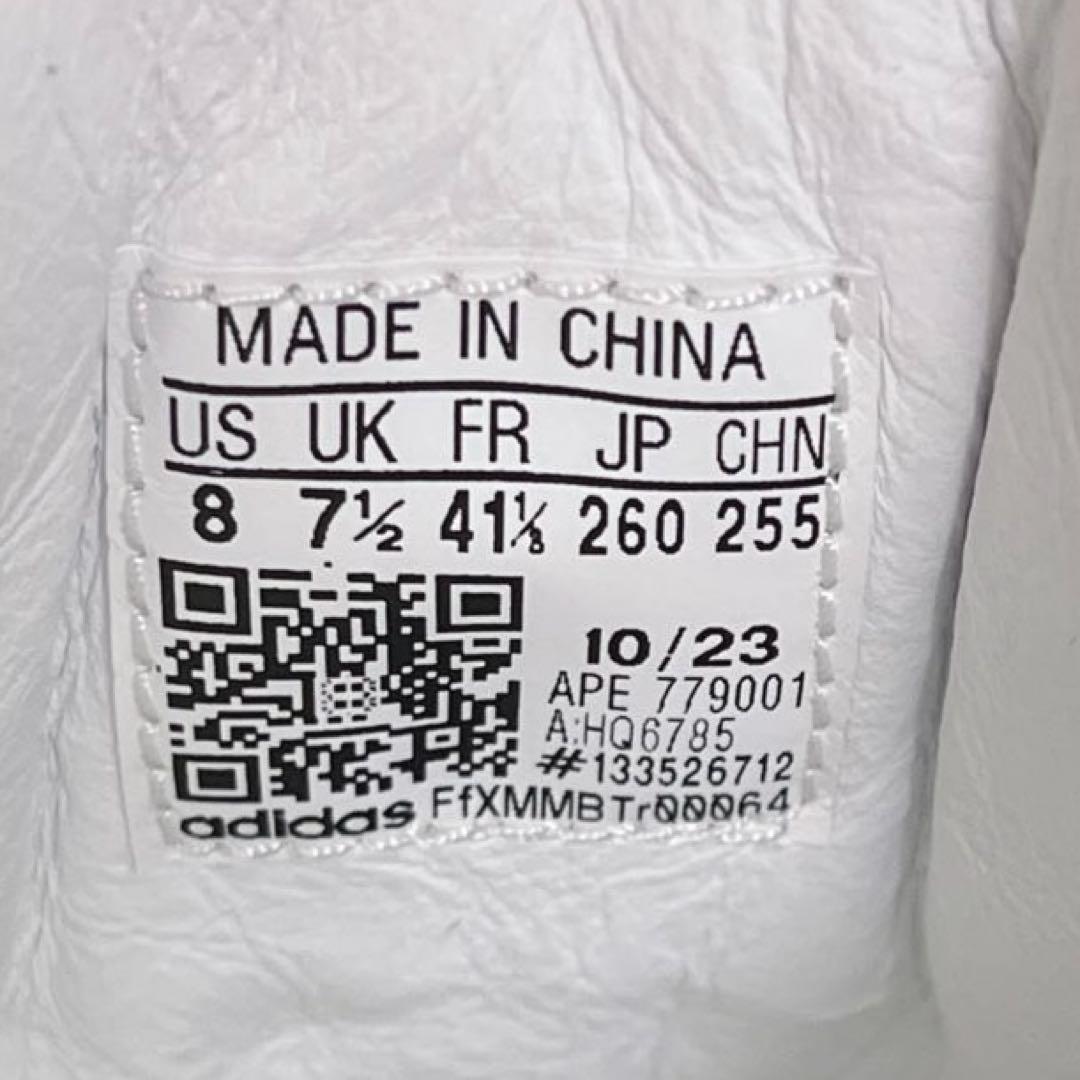 MADE IN CHINA
US UK FR JP CHN
8 7½ 41⅓ 260 255
10/23
APE 779001
A:HQ6785
#133526712
adidas FfXMMBTr00064